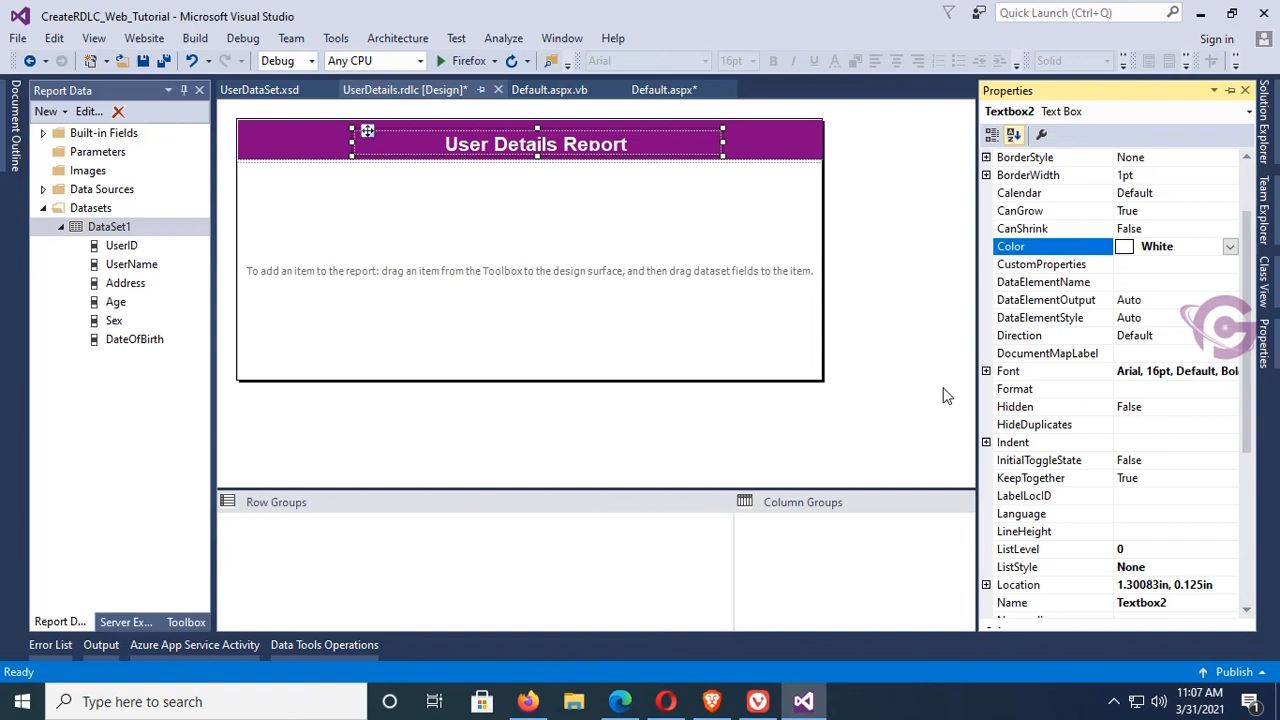 CreateRDLC_Web_Tutorial - Microsoft Visual Studio
Quick Launch (Ctrl+Q)
File Edit View Website Build Debug Team Tools Architecture Test Analyze Window Help
Sign in
Debug Any CPU Firefox Arial 16pt B I U A Solid
Document Outline
Report Data
New Edit...
Built-in Fields
Parameters
Images
Data Sources
Datasets
DataSet1
UserID
UserName
Address
Age
Sex
DateOfBirth
Report D... Server Ex... Toolbox
UserDataSet.xsd UserDetails.rdlc [Design]* Default.aspx.vb Default.aspx*
User Details Report
To add an item to the report: drag an item from the Toolbox to the design surface, and then drag dataset fields to the item.
Row Groups
Column Groups
Properties
Textbox2 Text Box
BorderStyle None
BorderWidth 1pt
Calendar Default
CanGrow True
CanShrink False
Color White
CustomProperties
DataElementName
DataElementOutput Auto
DataElementStyle Auto
Direction Default
DocumentMapLabel
Font Arial, 16pt, Default, Bol
Format
Hidden False
HideDuplicates
Indent
InitialToggleState False
KeepTogether True
LabelLocID
Language
LineHeight
ListLevel 0
ListStyle None
Location 1.30083in, 0.125in
Name Textbox2
Solution Explorer
Team Explorer
Class View
Properties
Error List Output Azure App Service Activity Data Tools Operations
Ready
Publish
Type here to search
11:07 AM
3/31/2021